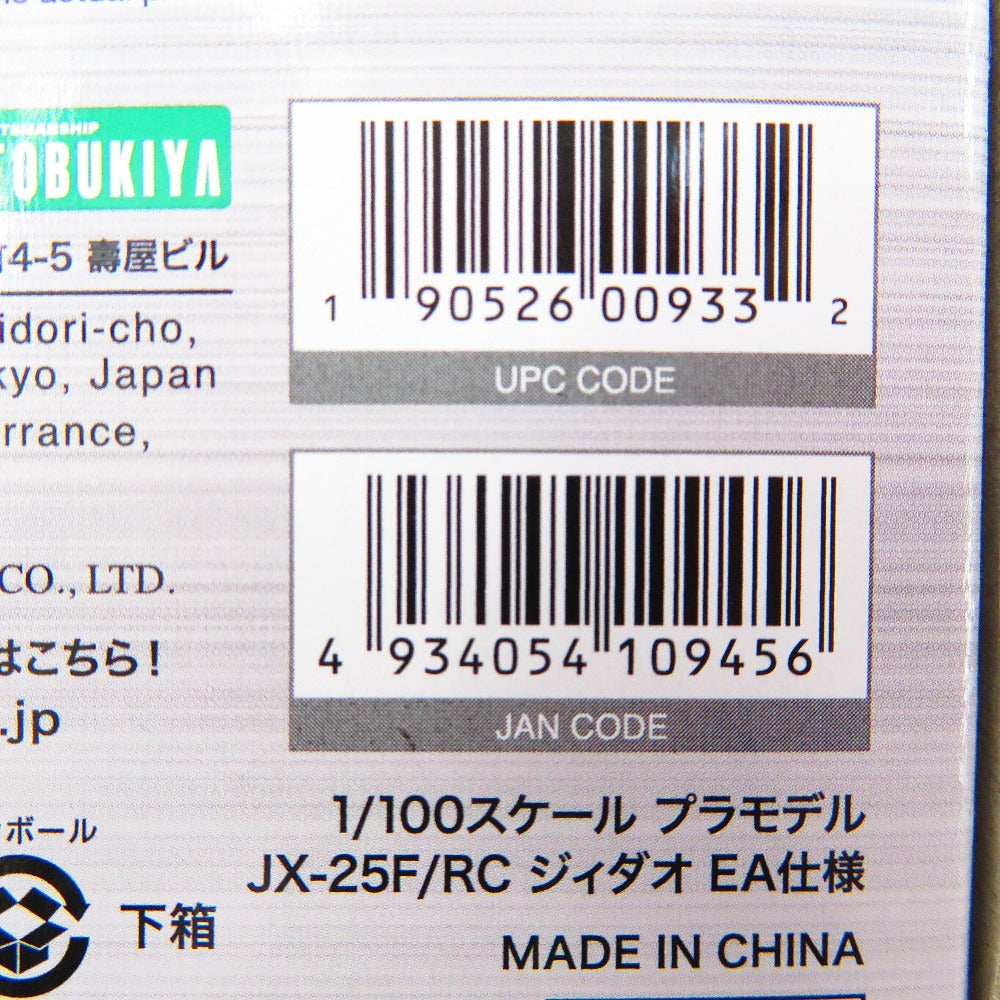 TSMANSHIP
TOBUKIYA
4-5 壽屋ビル
idori-cho,
kyo, Japan
rrance,
CO., LTD.
はこちら!
.jp
ボール
下箱
1 90526 00933 2
UPC CODE
4 934054 109456
JAN CODE
1/100スケール プラモデル
JX-25F/RC ジィダオ EA仕様
MADE IN CHINA